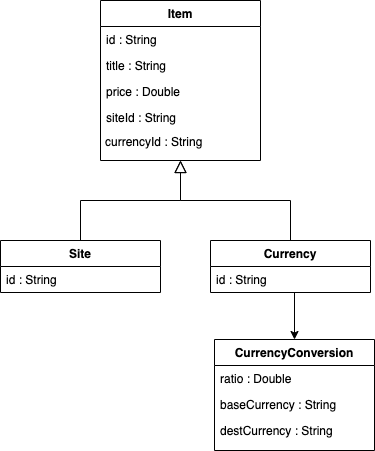 Item
id : String
title : String
price : Double
siteId : String
currencyId : String
Site
id : String
Currency
id : String
CurrencyConversion
ratio : Double
baseCurrency : String
destCurrency : String